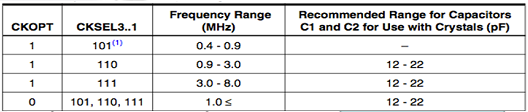 CKOPT CKSEL3..1 Frequency Range (MHz) Recommended Range for Capacitors C1 and C2 for Use with Crystals (pF)
1 101(1) 0.4 - 0.9 –
1 110 0.9 - 3.0 12 - 22
1 111 3.0 - 8.0 12 - 22
0 101, 110, 111 1.0 ≤ 12 - 22